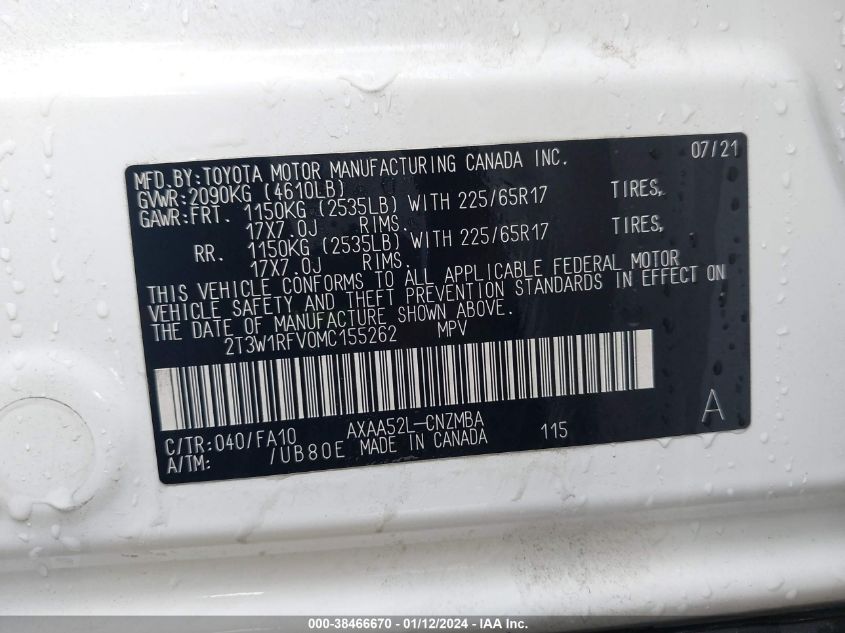 MFD.BY:TOYOTA MOTOR MANUFACTURING CANADA INC. 07/21
GVWR:2090KG (4610LB)
GAWR:FRT. 1150KG (2535LB) WITH 225/65R17 TIRES,
17X7.0J RIMS.
RR. 1150KG (2535LB) WITH 225/65R17 TIRES,
17X7.0J RIMS.
THIS VEHICLE CONFORMS TO ALL APPLICABLE FEDERAL MOTOR
VEHICLE SAFETY AND THEFT PREVENTION STANDARDS IN EFFECT ON
THE DATE OF MANUFACTURE SHOWN ABOVE.
2T3W1RFV0MC155262 MPV
C/TR:040/FA10 AXAA52L-CNZMBA 115 A
A/TM: /UB80E MADE IN CANADA
000-38466670 - 01/12/2024 - IAA Inc.